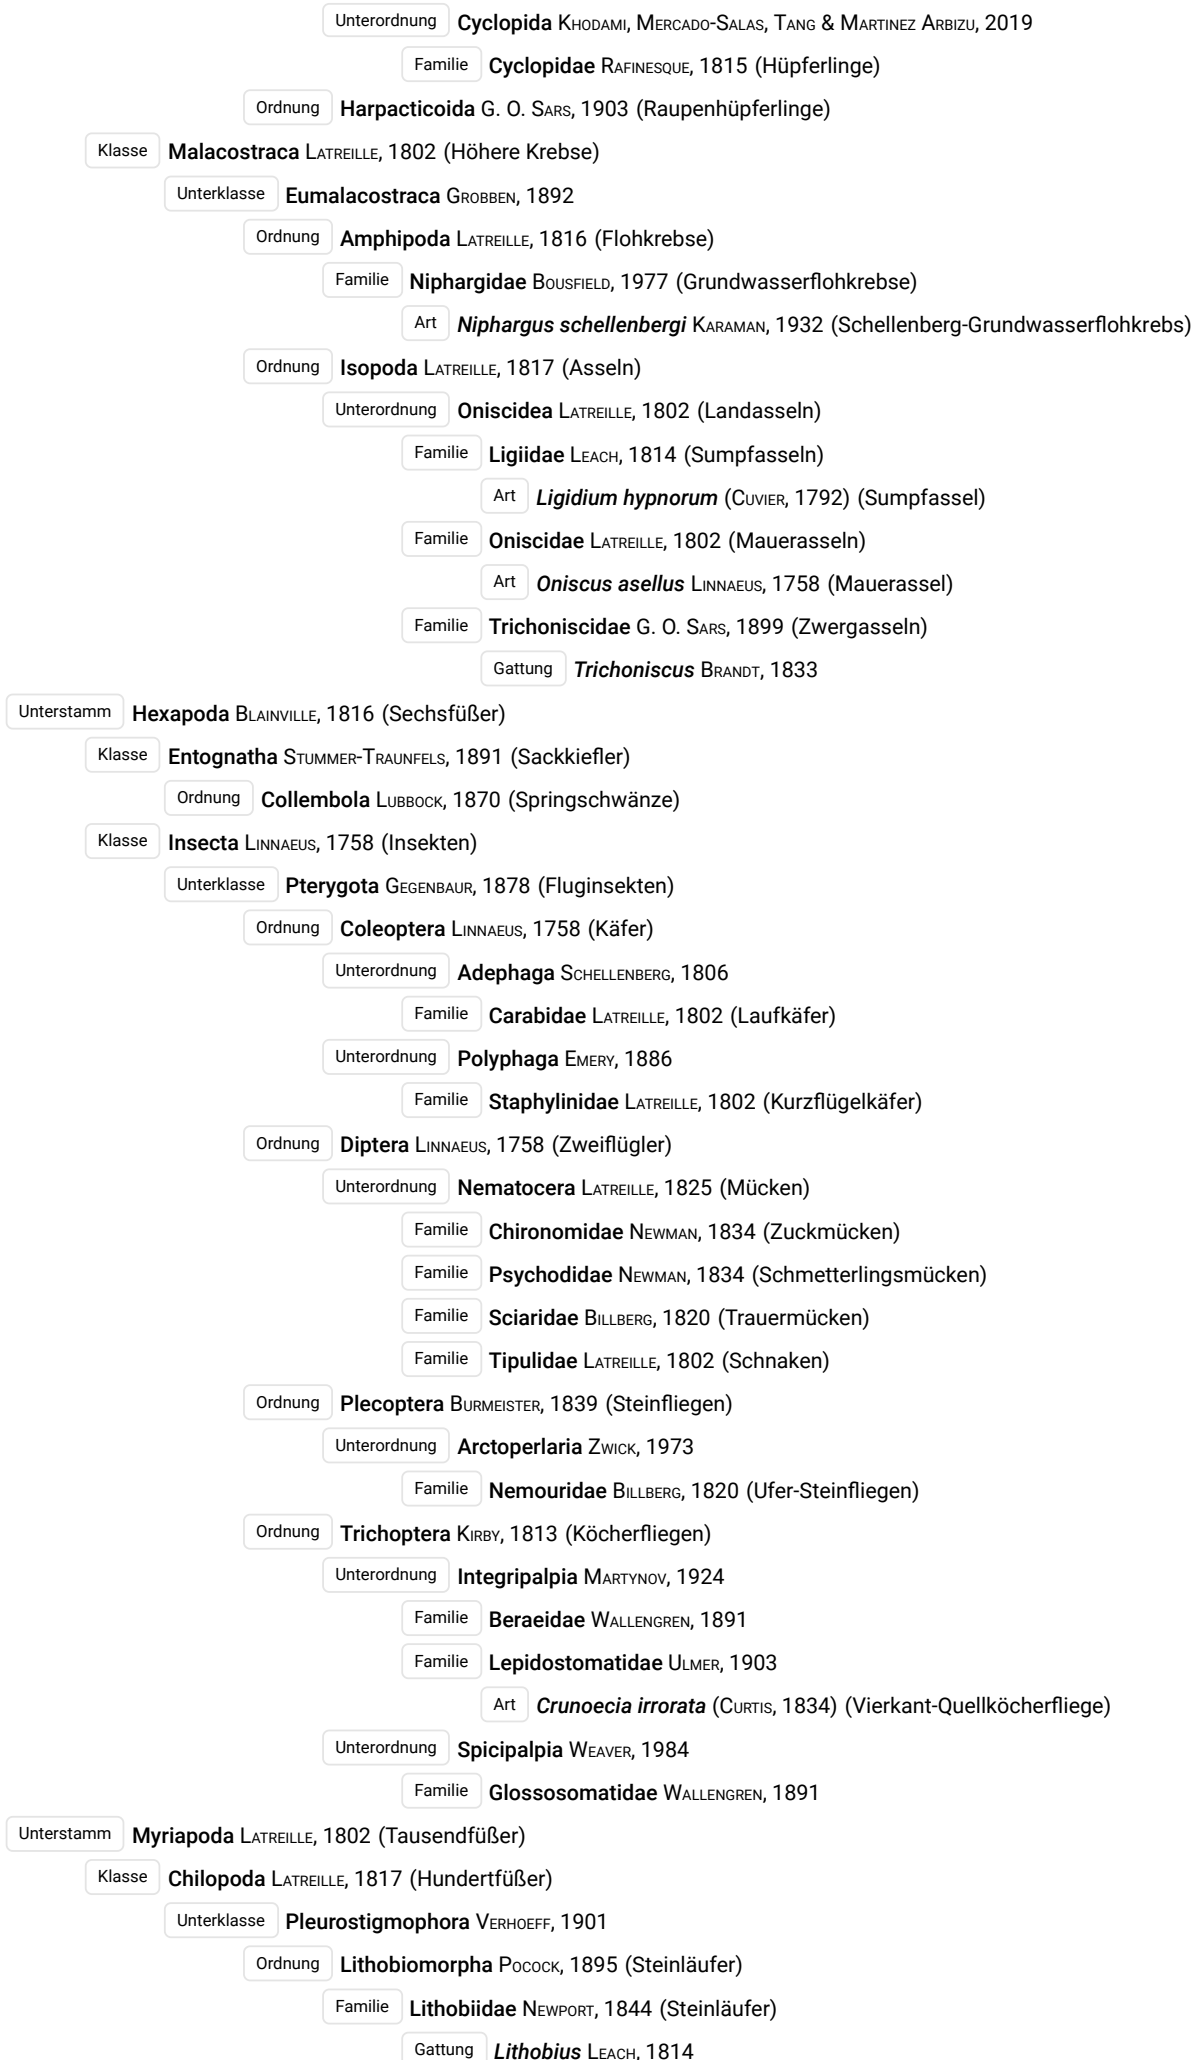 Unterordnung Cyclopida Khodami, Mercado-Salas, Tang & Martinez Arbizu, 2019
Familie Cyclopidae Rafinesque, 1815 (Hüpferlinge)
Ordnung Harpacticoida G. O. Sars, 1903 (Raupenhüpferlinge)
Klasse Malacostraca Latreille, 1802 (Höhere Krebse)
Unterklasse Eumalacostraca Grobben, 1892
Ordnung Amphipoda Latreille, 1816 (Flohkrebse)
Familie Niphargidae Bousfield, 1977 (Grundwasserflohkrebse)
Art Niphargus schellenbergi Karaman, 1932 (Schellenberg-Grundwasserflohkrebs)
Ordnung Isopoda Latreille, 1817 (Asseln)
Unterordnung Oniscidea Latreille, 1802 (Landasseln)
Familie Ligiidae Leach, 1814 (Sumpfasseln)
Art Ligidium hypnorum (Cuvier, 1792) (Sumpfassel)
Familie Oniscidae Latreille, 1802 (Mauerasseln)
Art Oniscus asellus Linnaeus, 1758 (Mauerassel)
Familie Trichoniscidae G. O. Sars, 1899 (Zwergasseln)
Gattung Trichoniscus Brandt, 1833
Unterstamm Hexapoda Blainville, 1816 (Sechsfüßer)
Klasse Entognatha Stummer-Traunfels, 1891 (Sackkiefler)
Ordnung Collembola Lubbock, 1870 (Springschwänze)
Klasse Insecta Linnaeus, 1758 (Insekten)
Unterklasse Pterygota Gegenbaur, 1878 (Fluginsekten)
Ordnung Coleoptera Linnaeus, 1758 (Käfer)
Unterordnung Adephaga Schellenberg, 1806
Familie Carabidae Latreille, 1802 (Laufkäfer)
Unterordnung Polyphaga Emery, 1886
Familie Staphylinidae Latreille, 1802 (Kurzflügelkäfer)
Ordnung Diptera Linnaeus, 1758 (Zweiflügler)
Unterordnung Nematocera Latreille, 1825 (Mücken)
Familie Chironomidae Newman, 1834 (Zuckmücken)
Familie Psychodidae Newman, 1834 (Schmetterlingsmücken)
Familie Sciaridae Billberg, 1820 (Trauermücken)
Familie Tipulidae Latreille, 1802 (Schnaken)
Ordnung Plecoptera Burmeister, 1839 (Steinfliegen)
Unterordnung Arctoperlaria Zwick, 1973
Familie Nemouridae Billberg, 1820 (Ufer-Steinfliegen)
Ordnung Trichoptera Kirby, 1813 (Köcherfliegen)
Unterordnung Integripalpia Martynov, 1924
Familie Beraeidae Wallengren, 1891
Familie Lepidostomatidae Ulmer, 1903
Art Crunoecia irrorata (Curtis, 1834) (Vierkant-Quellköcherfliege)
Unterordnung Spicipalpia Weaver, 1984
Familie Glossosomatidae Wallengren, 1891
Unterstamm Myriapoda Latreille, 1802 (Tausendfüßer)
Klasse Chilopoda Latreille, 1817 (Hundertfüßer)
Unterklasse Pleurostigmophora Verhoeff, 1901
Ordnung Lithobiomorpha Pocock, 1895 (Steinläufer)
Familie Lithobiidae Newport, 1844 (Steinläufer)
Gattung Lithobius Leach, 1814